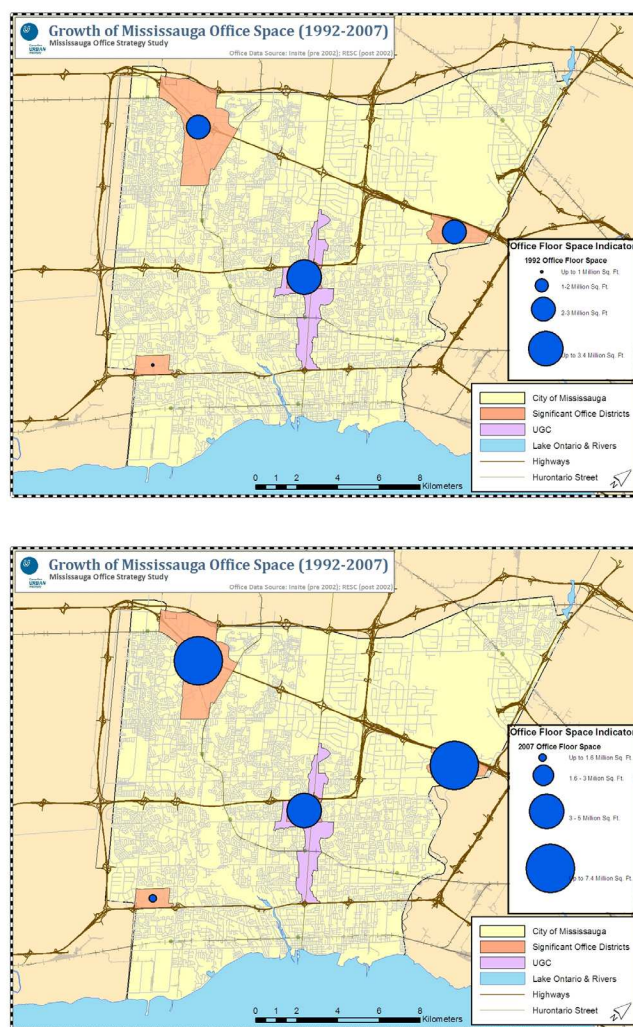 Growth of Mississauga Office Space (1992-2007)
Mississauga Office Strategy Study
URBAN
Office Data Source: Insite (pre 2002); RESC (post 2002)
Office Floor Space Indicator
1992 Office Floor Space
Up to 1 Million Sq. Ft.
1-2 Million Sq. Ft.
2-3 Million Sq. Ft.
Up to 3.4 Million Sq. Ft
City of Mississauga
Significant Office Districts
UGC
Lake Ontario & Rivers
Highways
Hurontario Street
N
0 1 2 4 6 8
Kilometers
Growth of Mississauga Office Space (1992-2007)
Mississauga Office Strategy Study
URBAN
Office Data Source: Insite (pre 2002); RESC (post 2002)
Office Floor Space Indicator
2007 Office Floor Space
Up to 1.6 Million Sq. Ft.
1.6 - 3 Million Sq. Ft.
3 - 5 Million Sq. Ft.
Up to 7.4 Million Sq. Ft.
City of Mississauga
Significant Office Districts
UGC
Lake Ontario & Rivers
Highways
Hurontario Street
N
0 1 2 4 6 8
Kilometers